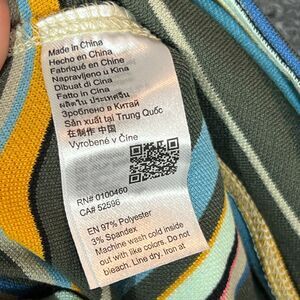 Made in China
Hecho en China
Fabriqué en Chine
Napravljeno u Kina
Dibuat di Cina
Fatto in Cina
ผลิตใน ประเทศจีน
Зроблено в Китаї
Sản xuất tại Trung Quốc
在制作 中国
Vyrobené v Číne
RN# 0100460
CA# 52596
EN 97% Polyester
3% Spandex
Machine wash cold inside
out with like colors. Do not
bleach. Line dry. Iron at